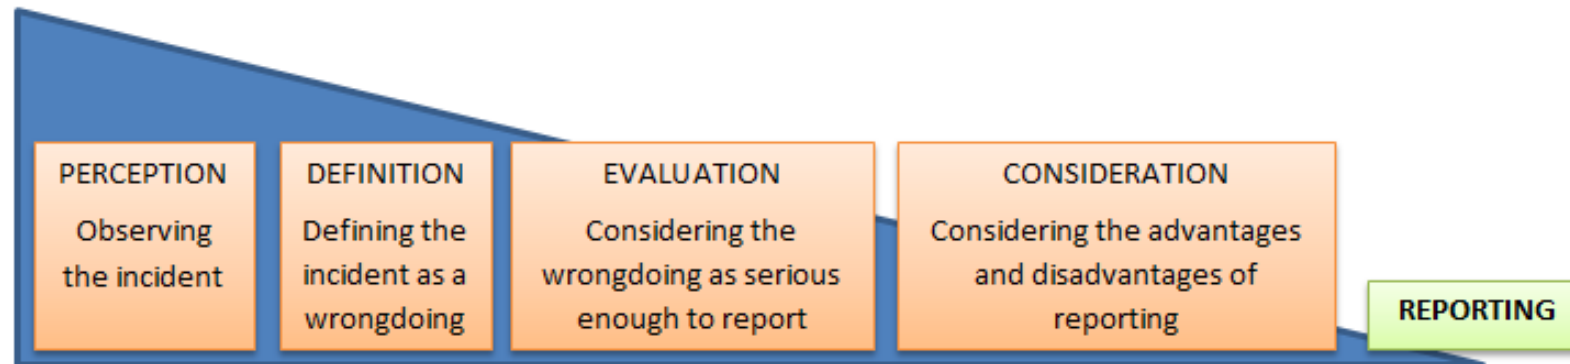 PERCEPTION
Observing
the incident
DEFINITION
Defining the
incident as a
wrongdoing
EVALUATION
Considering the
wrongdoing as serious
enough to report
CONSIDERATION
Considering the advantages
and disadvantages of
reporting
REPORTING